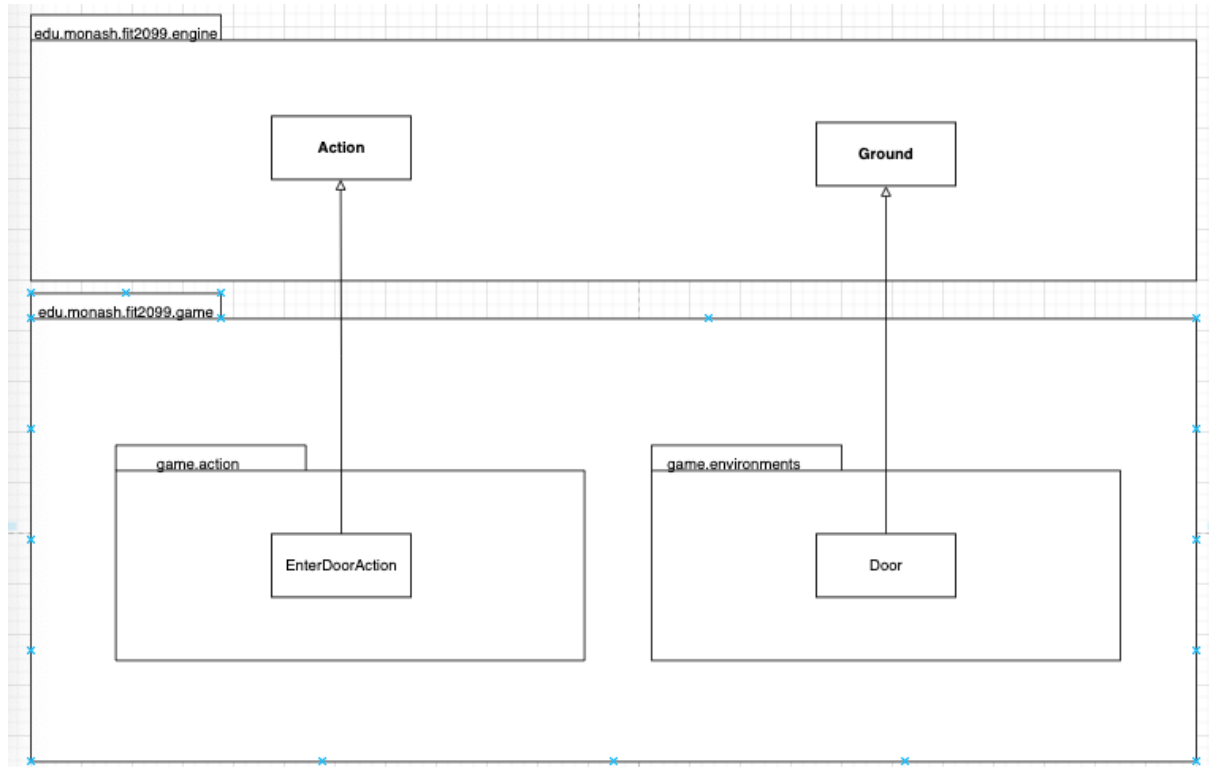 edu.monash.fit2099.engine
Action
Ground
edu.monash.fit2099.game
game.action
game.environments
EnterDoorAction
Door